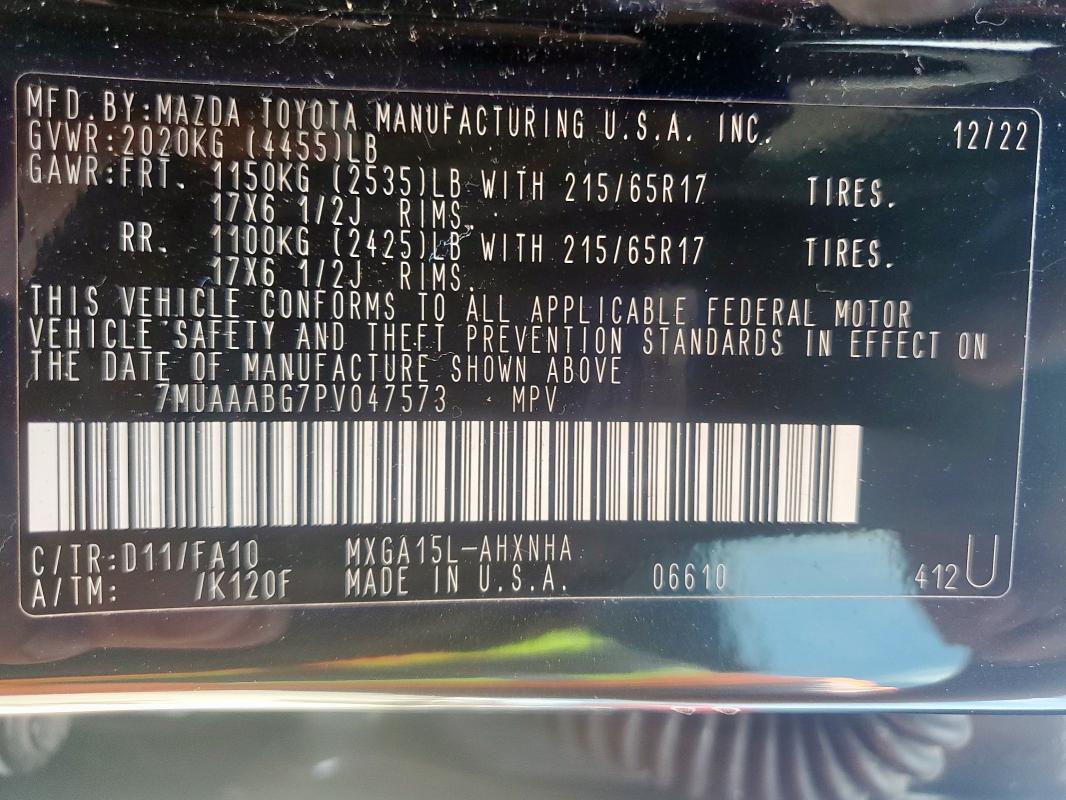 MFD.BY:MAZDA TOYOTA MANUFACTURING U.S.A. INC. 12/22
GVWR:2020KG (4455)LB
GAWR:FRT. 1150KG (2535)LB WITH 215/65R17 TIRES.
17X6 1/2J RIMS,
RR. 1100KG (2425)LB WITH 215/65R17 TIRES.
17X6 1/2J RIMS.
THIS VEHICLE CONFORMS TO ALL APPLICABLE FEDERAL MOTOR
VEHICLE SAFETY AND THEFT PREVENTION STANDARDS IN EFFECT ON
THE DATE OF MANUFACTURE SHOWN ABOVE
7MUAAABG7PV047573 MPV
C/TR:D11/FA10 MXGA15L-AHXNHA
A/TM: /K120F MADE IN U.S.A. 06610 412U